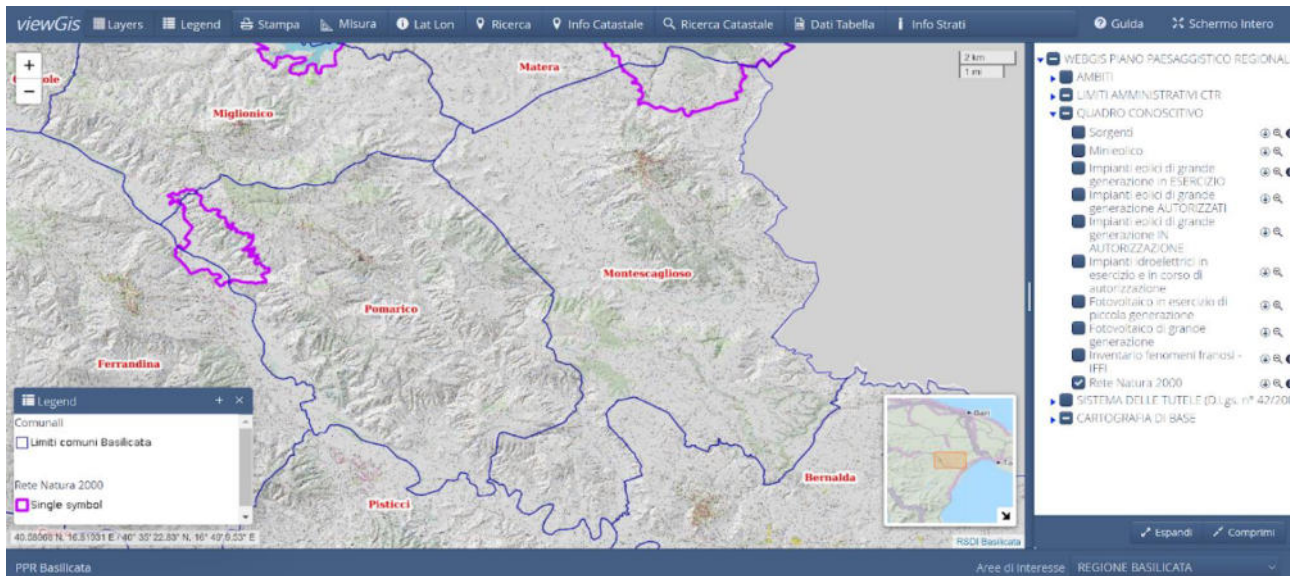 viewGis Layers Legend Stampa Misura Lat Lon Ricerca Info Catastale Ricerca Catastale Dati Tabella Info Strati Guida Schermo Intero
+
−
2 km
1 mi
Matera
Miglionico
Montescaglioso
Pomarico
Ferrandina
Bernalda
Pisticci
Legend + ×
Comunali
Limiti comuni Basilicata
Rete Natura 2000
Single symbol
Bari
RSDI Basilicata
WEBGIS PIANO PAESAGGISTICO REGIONAL
AMBITI
LIMITI AMMINISTRATIVI CTR
QUADRO CONOSCITIVO
Sorgenti
Minieolico
Impianti eolici di grande
generazione in ESERCIZIO
Impianti eolici di grande
generazione AUTORIZZATI
Impianti eolici di grande
generazione IN
AUTORIZZAZIONE
Impianti idroelettrici in
esercizio e in corso di
autorizzazione
Fotovoltaico in esercizio di
piccola generazione
Fotovoltaico di grande
generazione
Inventario fenomeni franosi -
IFFI
Rete Natura 2000
SISTEMA DELLE TUTELE (D.Lgs. n° 42/20
CARTOGRAFIA DI BASE
Espandi Comprimi
PPR Basilicata
Aree di Interesse REGIONE BASILICATA